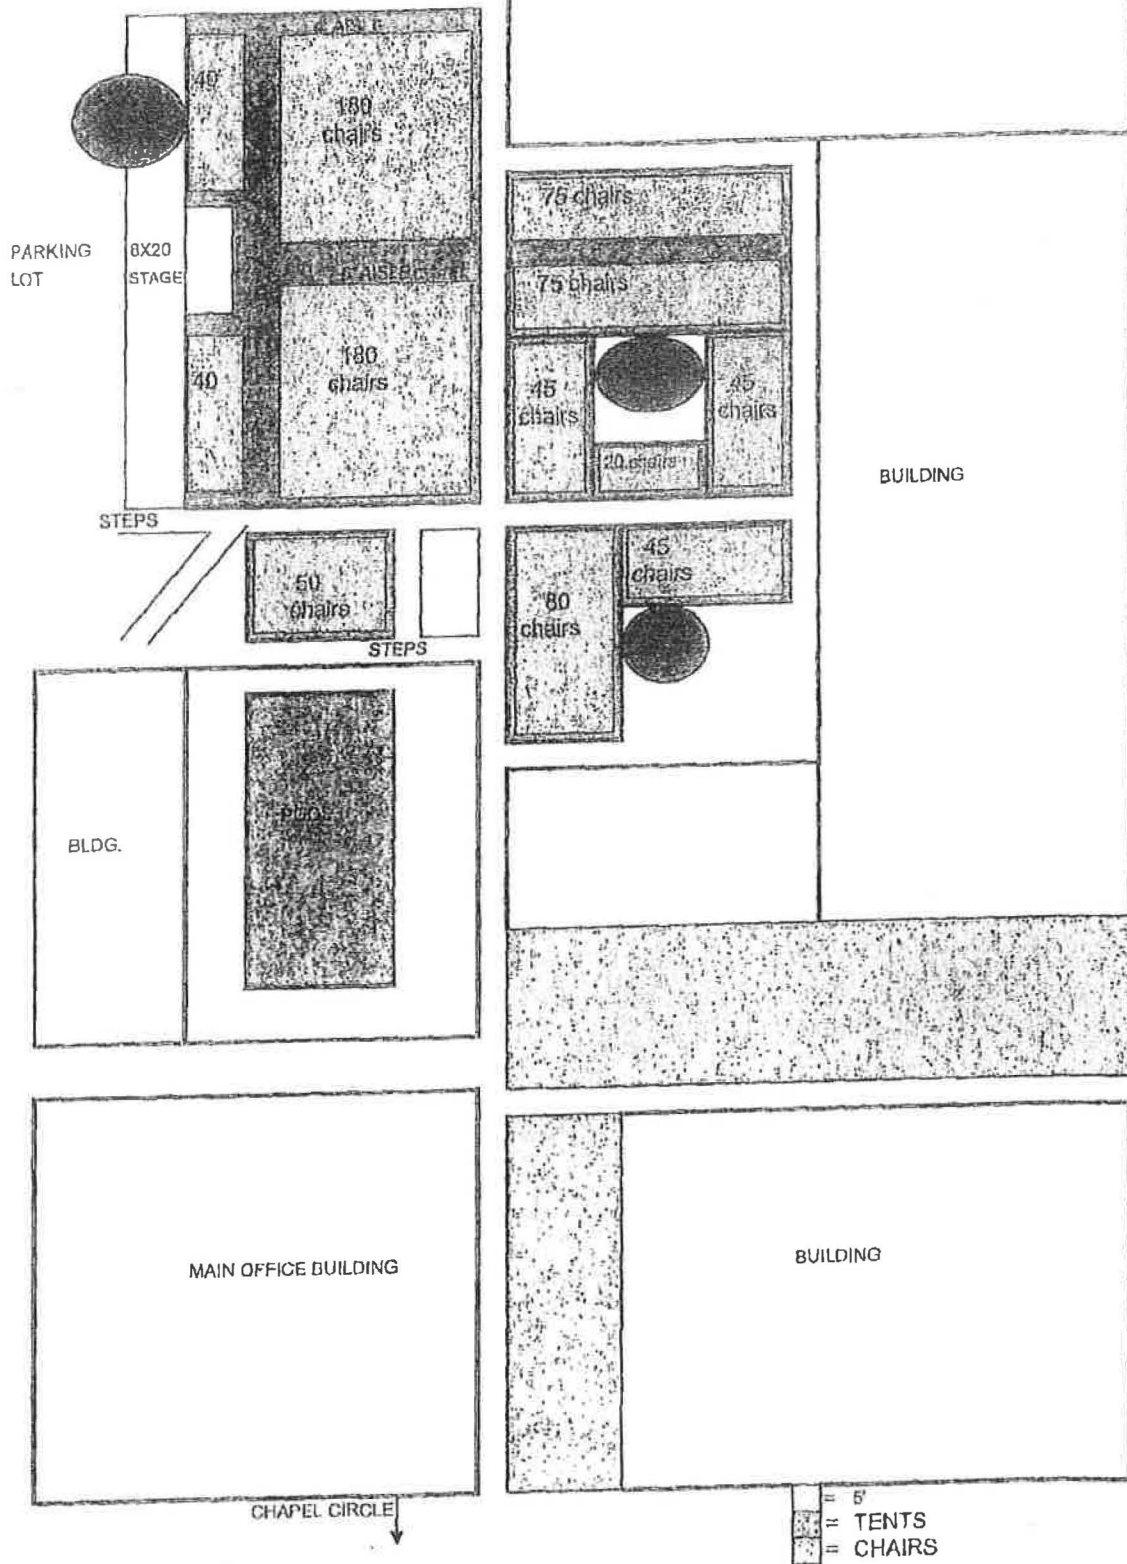 40
180
chairs
75 chairs
PARKING
LOT
8X20
STAGE
75 chairs
180
chairs
40
45
chairs
45
chairs
20 chairs
BUILDING
STEPS
50
chairs
45
chairs
80
chairs
STEPS
BLDG.
MAIN OFFICE BUILDING
BUILDING
CHAPEL CIRCLE
= 5'
= TENTS
= CHAIRS